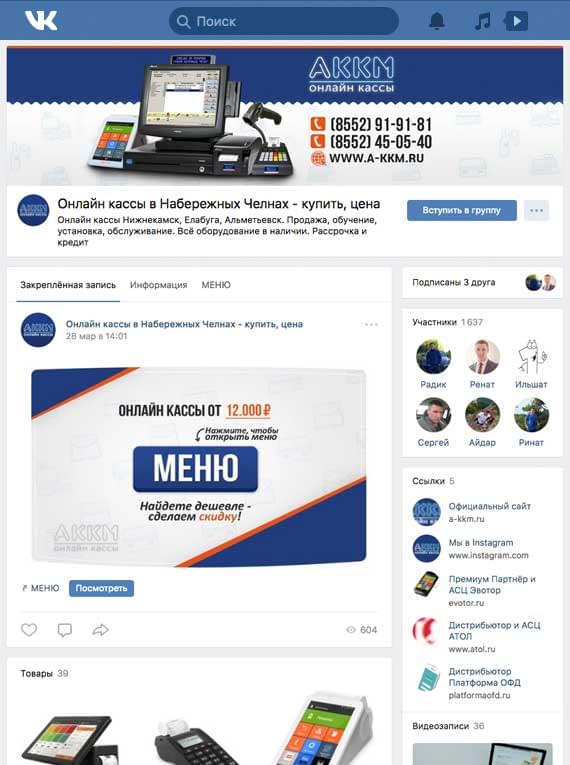 Поиск
АККМ
онлайн кассы
(8552) 91-91-81
(8552) 45-05-40
WWW.A-KKM.RU
АККМ
Онлайн кассы в Набережных Челнах - купить, цена
Онлайн кассы Нижнекамск, Елабуга, Альметьевск. Продажа, обучение,
установка, обслуживание. Всё оборудование в наличии. Рассрочка и
кредит
Вступить в группу
Закреплённая запись
Информация
МЕНЮ
АККМ
Онлайн кассы в Набережных Челнах - купить, цена
28 мар в 14:01
ОНЛАЙН КАССЫ ОТ 12.000 ₽
Нажмите, чтобы
открыть меню
МЕНЮ
Найдете дешевле -
сделаем скидку!
АККМ
онлайн кассы
МЕНЮ
Посмотреть
604
Товары 39
Подписаны 3 друга
Участники 1 637
Радик
Ренат
Ильшат
Сергей
Айдар
Ринат
Ссылки 5
Официальный сайт
a-kkm.ru
Мы в Instagram
www.instagram.com
Премиум Партнёр и
АСЦ Эвотор
evotor.ru
Дистрибьютор и АСЦ
АТОЛ
www.atol.ru
Дистрибьютор
Платформа ОФД
platformaofd.ru
Видеозаписи 36